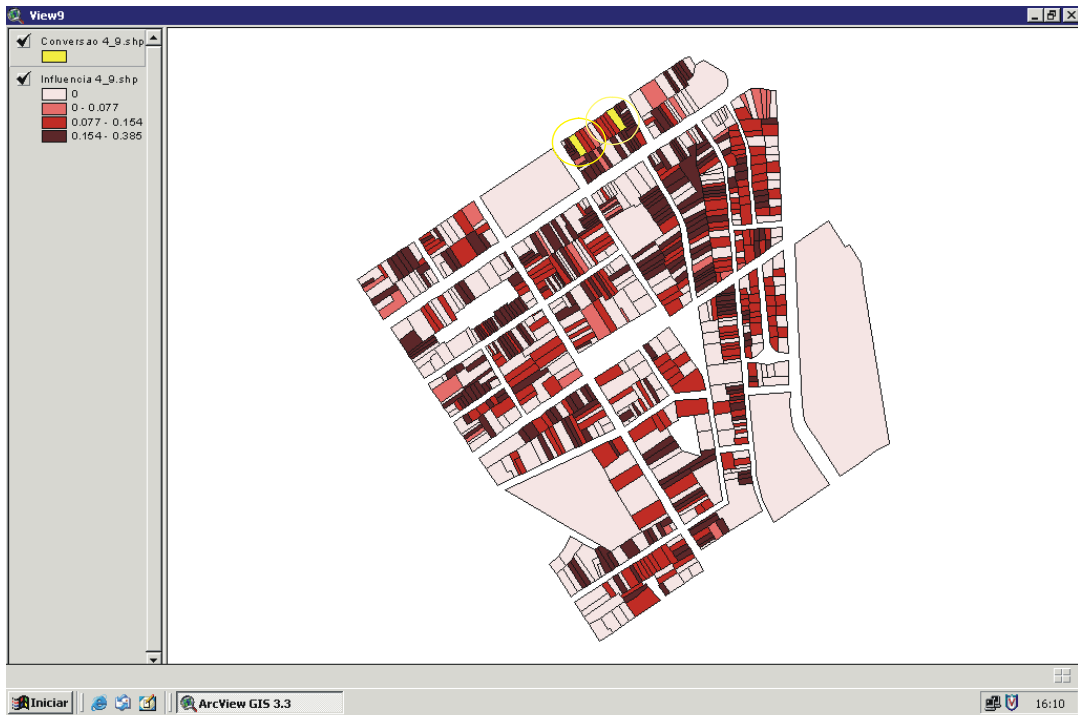 View9
Conversao 4_9.shp
Influencia 4_9.shp
0
0 - 0.077
0.077 - 0.154
0.154 - 0.385
Iniciar
ArcView GIS 3.3
16:10